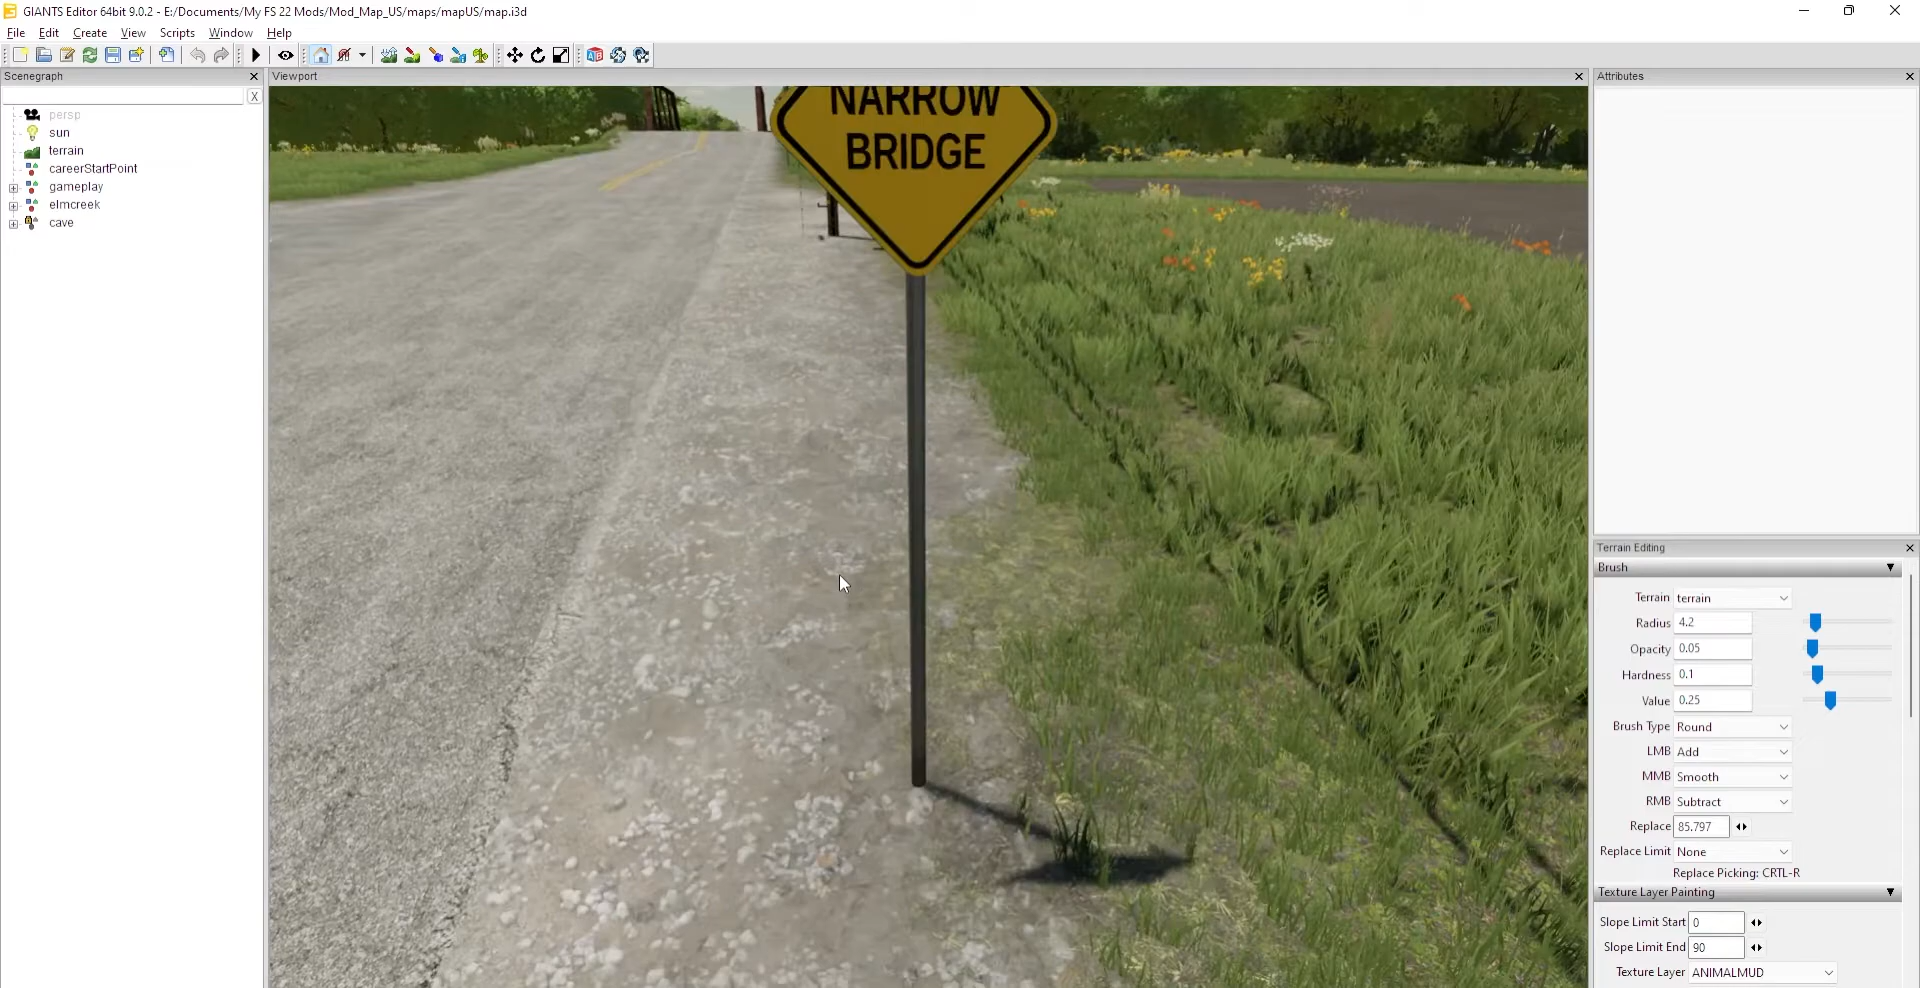 GIANTS Editor 64bit 9.0.2 - E:/Documents/My FS 22 Mods/Mod_Map_US/maps/mapUS/map.i3d
File Edit Create View Scripts Window Help
Scenegraph
X
persp
sun
terrain
careerStartPoint
gameplay
elmcreek
cave
Viewport
NARROW
BRIDGE
Attributes
Terrain Editing
Brush
Terrain terrain
Radius 4.2
Opacity 0.05
Hardness 0.1
Value 0.25
Brush Type Round
LMB Add
MMB Smooth
RMB Subtract
Replace 85.797
Replace Limit None
Replace Picking: CRTL-R
Texture Layer Painting
Slope Limit Start 0
Slope Limit End 90
Texture Layer ANIMALMUD